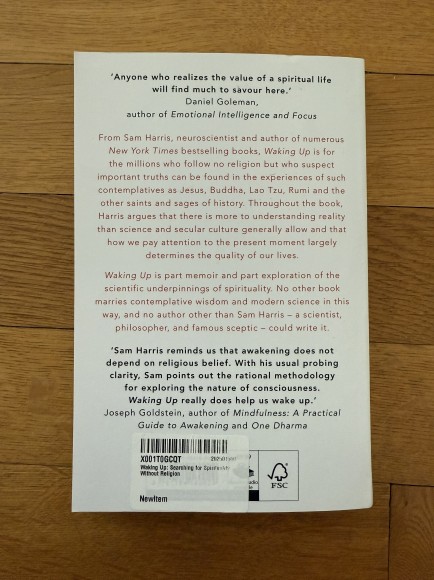 'Anyone who realizes the value of a spiritual life
will find much to savour here.'
Daniel Goleman,
author of Emotional Intelligence and Focus
From Sam Harris, neuroscientist and author of numerous
New York Times bestselling books, Waking Up is for
the millions who follow no religion but who suspect
important truths can be found in the experiences of such
contemplatives as Jesus, Buddha, Lao Tzu, Rumi and the
other saints and sages of history. Throughout the book,
Harris argues that there is more to understanding reality
than science and secular culture generally allow and that
how we pay attention to the present moment largely
determines the quality of our lives.
Waking Up is part memoir and part exploration of the
scientific underpinnings of spirituality. No other book
marries contemplative wisdom and modern science in this
way, and no author other than Sam Harris – a scientist,
philosopher, and famous sceptic – could write it.
'Sam Harris reminds us that awakening does not
depend on religious belief. With his usual probing
clarity, Sam points out the rational methodology
for exploring the nature of consciousness.
Waking Up really does help us wake up.'
Joseph Goldstein, author of Mindfulness: A Practical
Guide to Awakening and One Dharma
X001T0GCQT
Waking Up: Searching for
Without Religion
NewItem
FSC